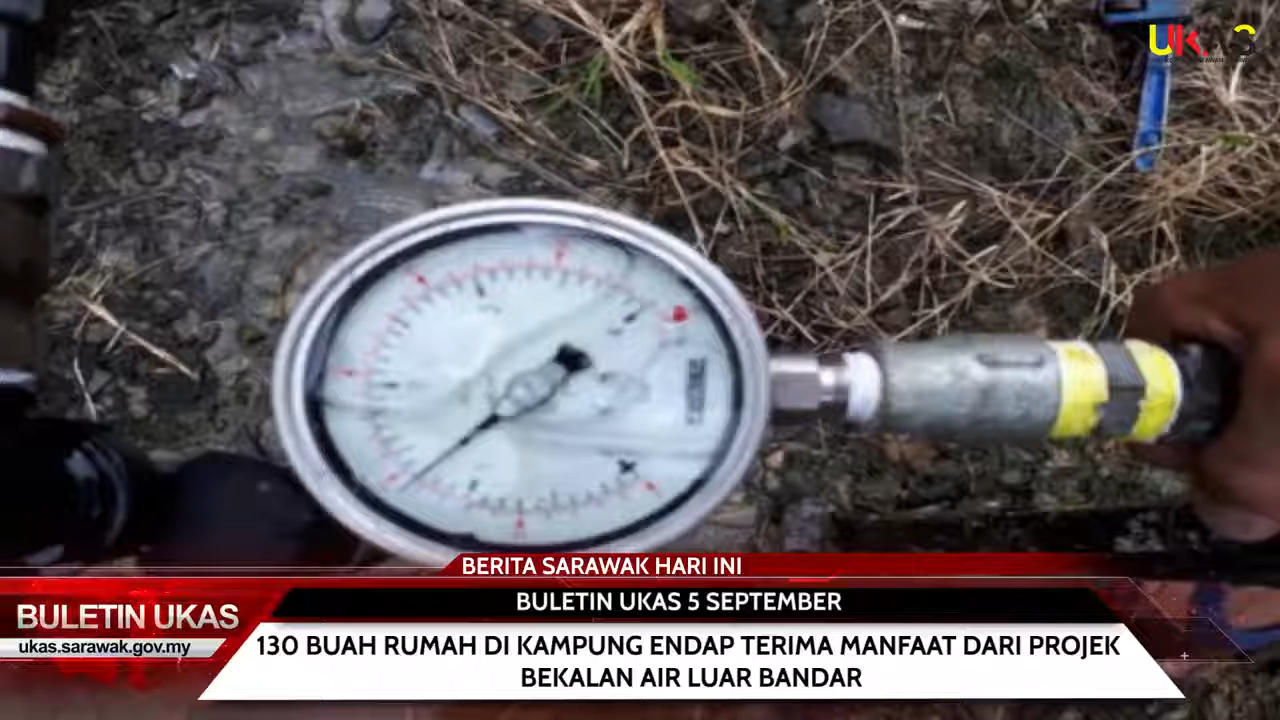 UKAS
BERITA SARAWAK HARI INI
BULETIN UKAS 5 SEPTEMBER
BULETIN UKAS
ukas.sarawak.gov.my
130 BUAH RUMAH DI KAMPUNG ENDAP TERIMA MANFAAT DARI PROJEK
BEKALAN AIR LUAR BANDAR